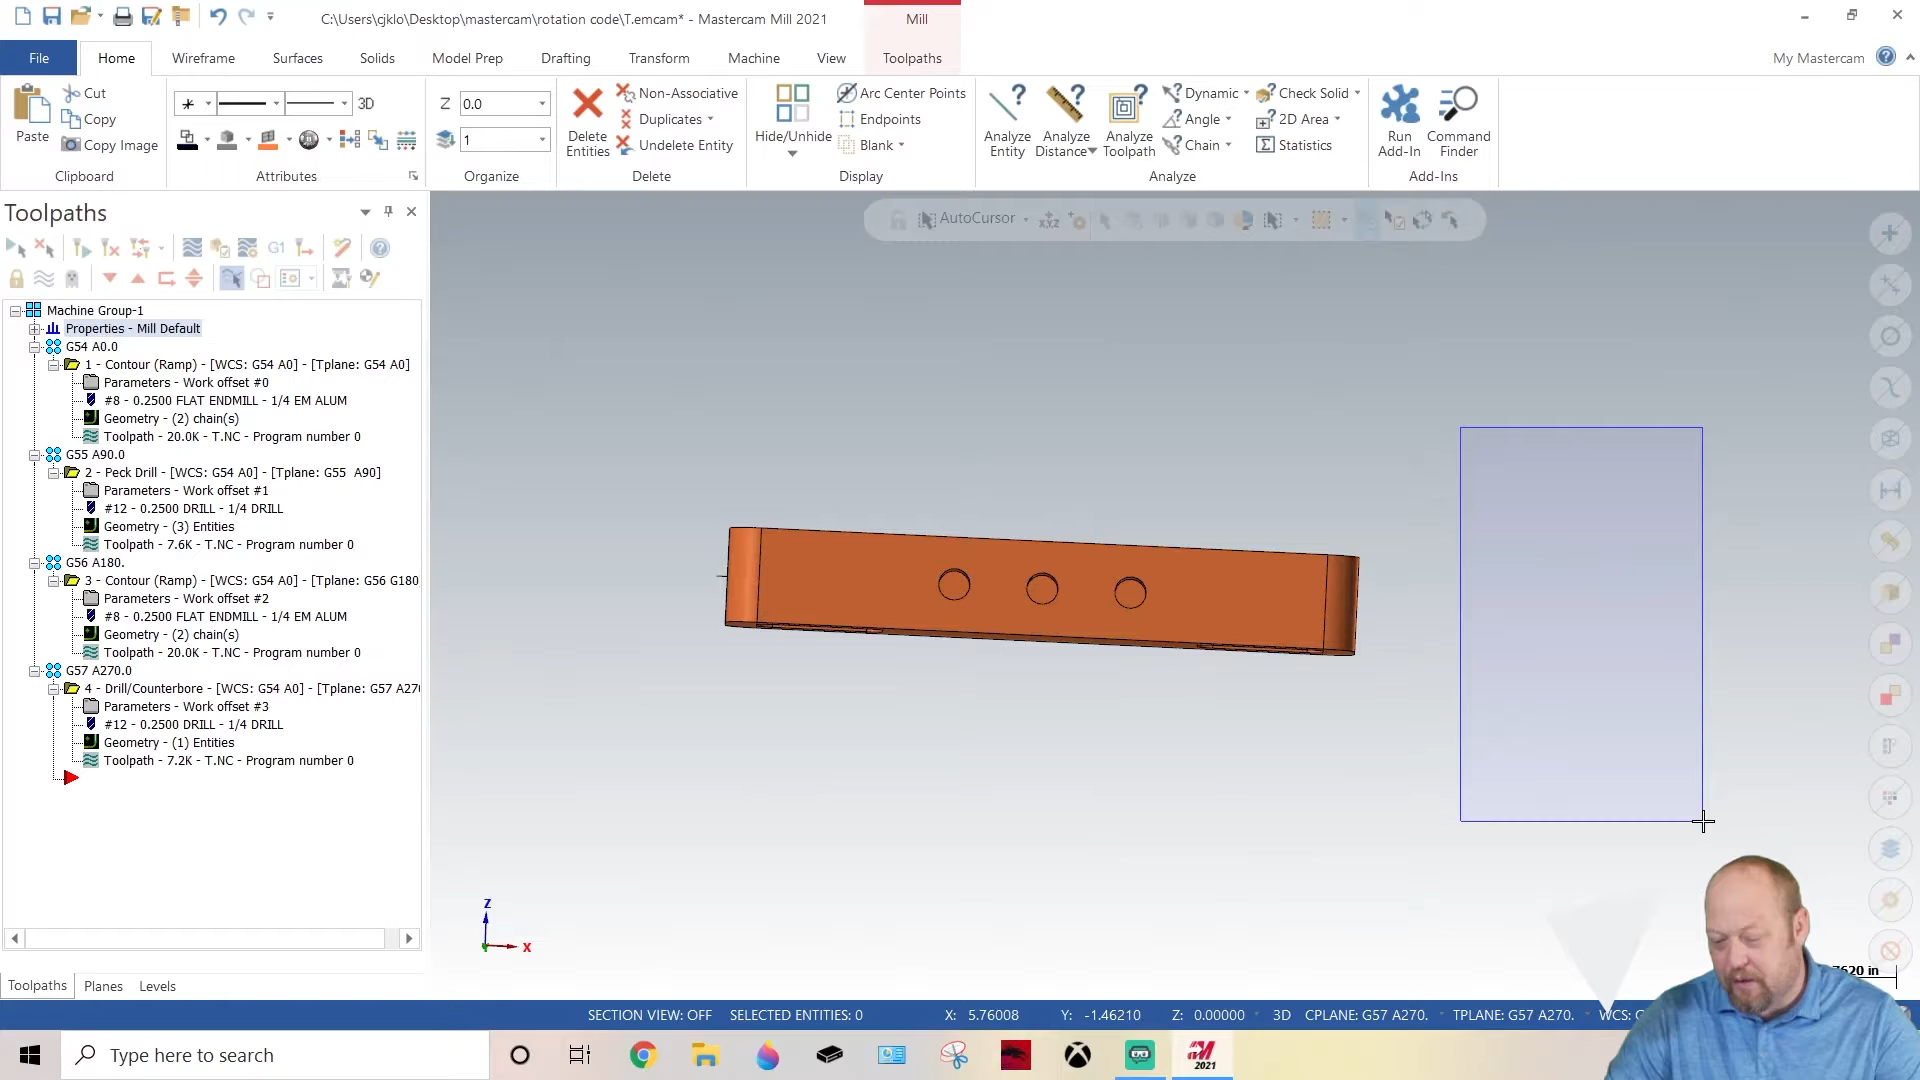 C:\Users\cjklo\Desktop\mastercam\rotation code\T.emcam* - Mastercam Mill 2021
Mill
File
Home
Wireframe
Surfaces
Solids
Model Prep
Drafting
Transform
Machine
View
Toolpaths
My Mastercam
Paste
Cut
Copy
Copy Image
Clipboard
3D
Attributes
Z 0.0
1
Organize
Delete Entities
Non-Associative
Duplicates
Undelete Entity
Delete
Hide/Unhide
Arc Center Points
Endpoints
Blank
Display
Analyze Entity
Analyze Distance
Analyze Toolpath
Dynamic
Angle
Chain
Check Solid
2D Area
Statistics
Analyze
Run Add-In
Command Finder
Add-Ins
Toolpaths
AutoCursor
G1
Machine Group-1
Properties - Mill Default
G54 A0.0
1 - Contour (Ramp) - [WCS: G54 A0] - [Tplane: G54 A0]
Parameters - Work offset #0
#8 - 0.2500 FLAT ENDMILL - 1/4 EM ALUM
Geometry - (2) chain(s)
Toolpath - 20.0K - T.NC - Program number 0
G55 A90.0
2 - Peck Drill - [WCS: G54 A0] - [Tplane: G55  A90]
Parameters - Work offset #1
#12 - 0.2500 DRILL - 1/4 DRILL
Geometry - (3) Entities
Toolpath - 7.6K - T.NC - Program number 0
G56 A180.
3 - Contour (Ramp) - [WCS: G54 A0] - [Tplane: G56 G180
Parameters - Work offset #2
#8 - 0.2500 FLAT ENDMILL - 1/4 EM ALUM
Geometry - (2) chain(s)
Toolpath - 20.0K - T.NC - Program number 0
G57 A270.0
4 - Drill/Counterbore - [WCS: G54 A0] - [Tplane: G57 A27
Parameters - Work offset #3
#12 - 0.2500 DRILL - 1/4 DRILL
Geometry - (1) Entities
Toolpath - 7.2K - T.NC - Program number 0
Z
X
7620 in
Toolpaths
Planes
Levels
SECTION VIEW: OFF
SELECTED ENTITIES: 0
X: 5.76008
Y: -1.46210
Z: 0.00000
3D
CPLANE: G57 A270.
TPLANE: G57 A270.
WCS:
Type here to search
2021